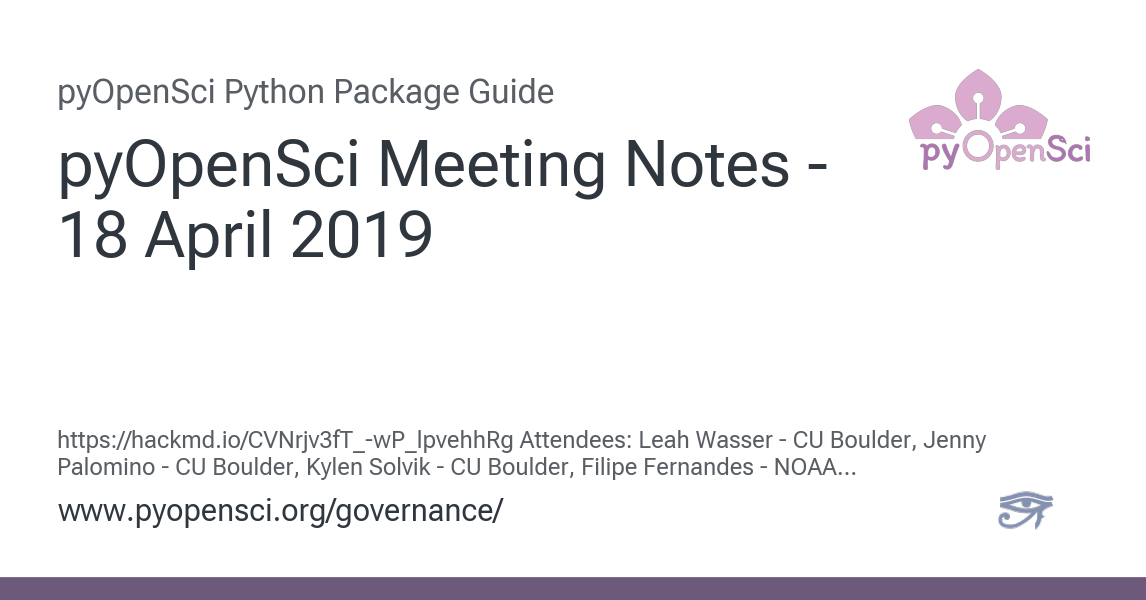 pyOpenSci Python Package Guide
pyOpenSci
pyOpenSci Meeting Notes -
18 April 2019
https://hackmd.io/CVNrjv3fT_-wP_lpvehhRg Attendees: Leah Wasser - CU Boulder, Jenny
Palomino - CU Boulder, Kylen Solvik - CU Boulder, Filipe Fernandes - NOAA...
www.pyopensci.org/governance/